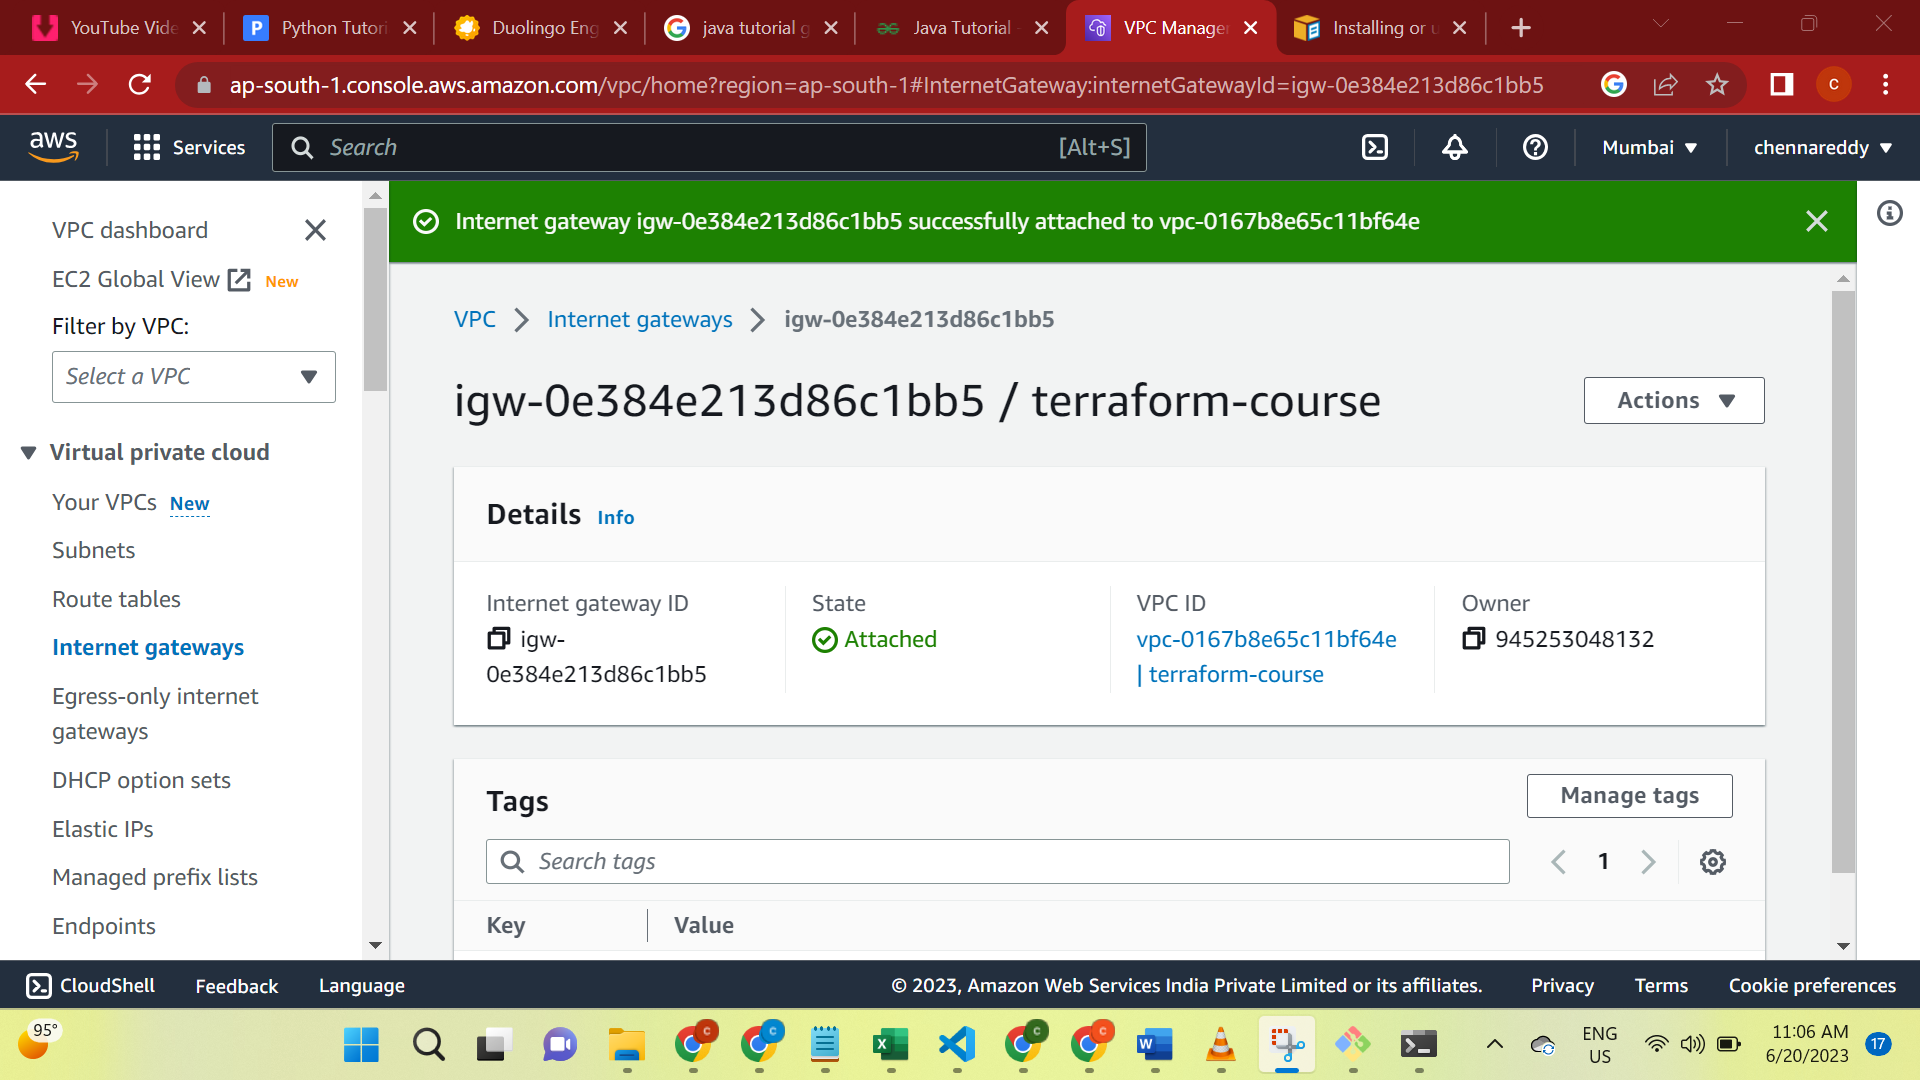 YouTube Vide
Python Tutori
Duolingo Eng
java tutorial g
Java Tutorial -
VPC Manager
Installing or u
ap-south-1.console.aws.amazon.com/vpc/home?region=ap-south-1#InternetGateway:internetGatewayId=igw-0e384e213d86c1bb5
C
aws
Services
Search
[Alt+S]
Mumbai
chennareddy
VPC dashboard
EC2 Global View New
Filter by VPC:
Select a VPC
Virtual private cloud
Your VPCs New
Subnets
Route tables
Internet gateways
Egress-only internet
gateways
DHCP option sets
Elastic IPs
Managed prefix lists
Endpoints
Internet gateway igw-0e384e213d86c1bb5 successfully attached to vpc-0167b8e65c11bf64e
VPC
Internet gateways
igw-0e384e213d86c1bb5
igw-0e384e213d86c1bb5 / terraform-course
Actions
Details Info
Internet gateway ID
igw-
0e384e213d86c1bb5
State
Attached
VPC ID
vpc-0167b8e65c11bf64e
| terraform-course
Owner
945253048132
Tags
Manage tags
Search tags
1
Key
Value
CloudShell
Feedback
Language
© 2023, Amazon Web Services India Private Limited or its affiliates.
Privacy
Terms
Cookie preferences
95°
C
C
X
C
C
W
ENG
US
11:06 AM
6/20/2023
17